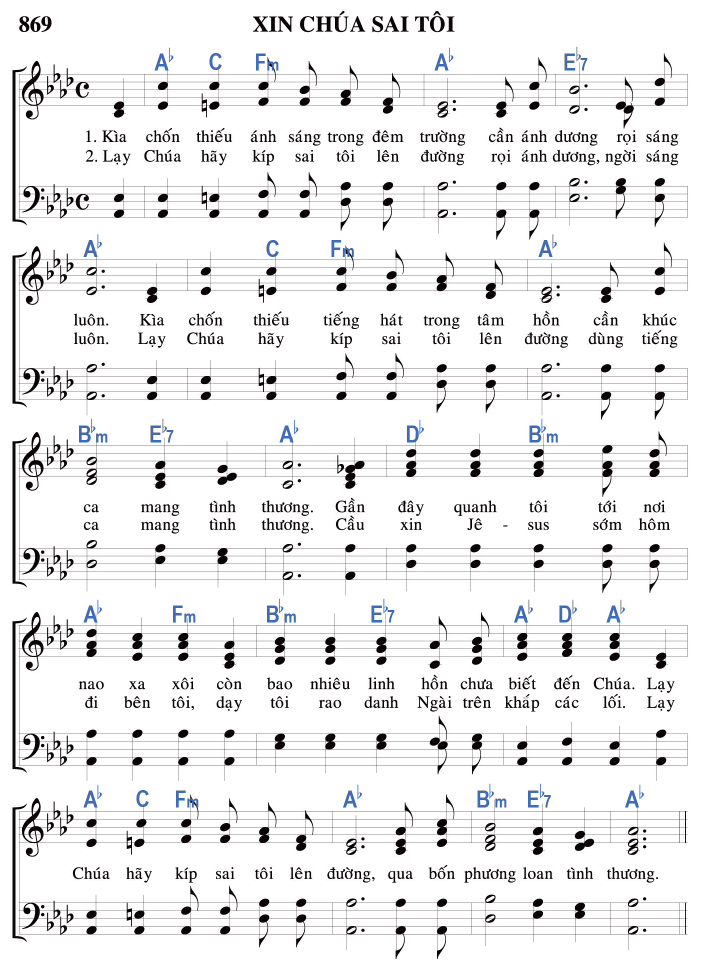 869 XIN CHÚA SAI TÔI
A♭ C Fm A♭ E♭7
1. Kìa chốn thiếu ánh sáng trong đêm trường cần ánh dương rọi sáng
2. Lạy Chúa hãy kíp sai tôi lên đường rọi ánh dương, ngời sáng
A♭ C Fm A♭
luôn. Kìa chốn thiếu tiếng hát trong tâm hồn cần khúc
luôn. Lạy Chúa hãy kíp sai tôi lên đường dùng tiếng
B♭m E♭7 A♭ D♭ B♭m
ca mang tình thương. Gần đây quanh tôi tới nơi
ca mang tình thương. Cầu xin Jê - sus sớm hôm
A♭ Fm B♭m E♭7 A♭ D♭ A♭
nao xa xôi còn bao nhiêu linh hồn chưa biết đến Chúa. Lạy
đi bên tôi, dạy tôi rao danh Ngài trên khắp các lối. Lạy
A♭ C Fm A♭ B♭m E♭7 A♭
Chúa hãy kíp sai tôi lên đường, qua bốn phương loan tình thương.